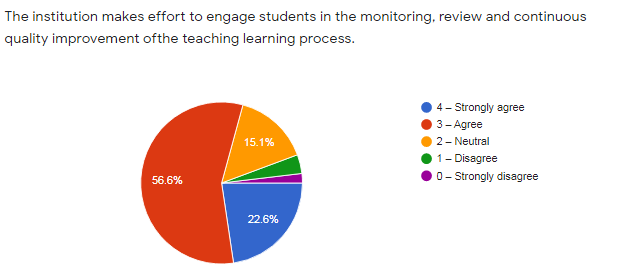 The institution makes effort to engage students in the monitoring, review and continuous
quality improvement ofthe teaching learning process.
15.1%
56.6%
22.6%
4 – Strongly agree
3 – Agree
2 – Neutral
1 – Disagree
0 – Strongly disagree